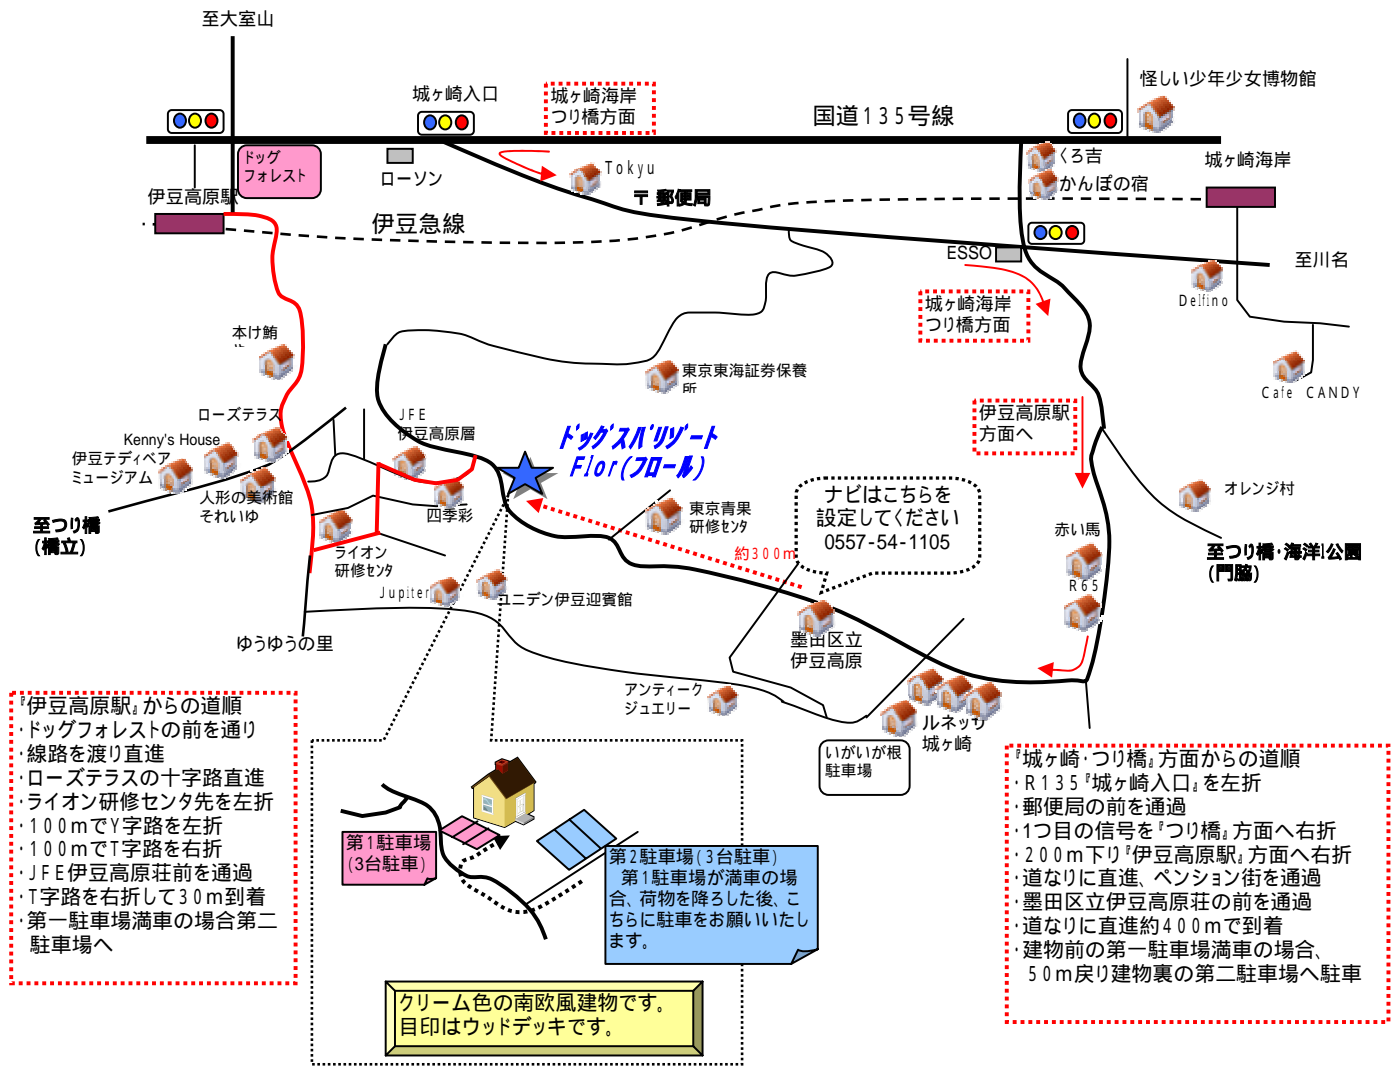 至大室山
城ヶ崎入口
城ヶ崎海岸
つり橋方面
国道135号線
怪しい少年少女博物館
ドッグ
フォレスト
ローソン
Tokyu
くろ吉
かんぽの宿
城ヶ崎海岸
伊豆高原駅
〒 郵便局
伊豆急線
ESSO
至川名
Delfino
城ヶ崎海岸
つり橋方面
本け鮪
東京東海証券保養
所
Cafe CANDY
ローズテラス
JFE
伊豆高原層
伊豆高原駅
方面へ
Kenny's House
伊豆テディベア
ミュージアム
ドッグスパリゾート
Flor(フロール)
人形の美術館
それいゆ
四季彩
東京青果
研修センタ
ナビはこちらを
設定してください
0557-54-1105
オレンジ村
至つり橋
(橋立)
ライオン
研修センタ
約300m
赤い馬
至つり橋・海洋公園
(門脇)
R65
Jupiter
ユニデン伊豆迎賓館
ゆうゆうの里
墨田区立
伊豆高原
アンティーク
ジュエリー
ルネッサ
城ヶ崎
いがいが根
駐車場
『伊豆高原駅』からの道順
・ドッグフォレストの前を通り
・線路を渡り直進
・ローズテラスの十字路直進
・ライオン研修センタ先を左折
・100mでY字路を左折
・100mでT字路を右折
・JFE伊豆高原荘前を通過
・T字路を右折して30m到着
・第一駐車場満車の場合第二
駐車場へ
第1駐車場
(3台駐車)
第2駐車場(3台駐車)
第1駐車場が満車の場
合、荷物を降ろした後、こ
ちらに駐車をお願いいたし
ます。
クリーム色の南欧風建物です。
目印はウッドデッキです。
『城ヶ崎・つり橋』方面からの道順
・R135『城ヶ崎入口』を左折
・郵便局の前を通過
・1つ目の信号を『つり橋』方面へ右折
・200m下り『伊豆高原駅』方面へ右折
・道なりに直進、ペンション街を通過
・墨田区立伊豆高原荘の前を通過
・道なりに直進約400mで到着
・建物前の第一駐車場満車の場合、
50m戻り建物裏の第二駐車場へ駐車